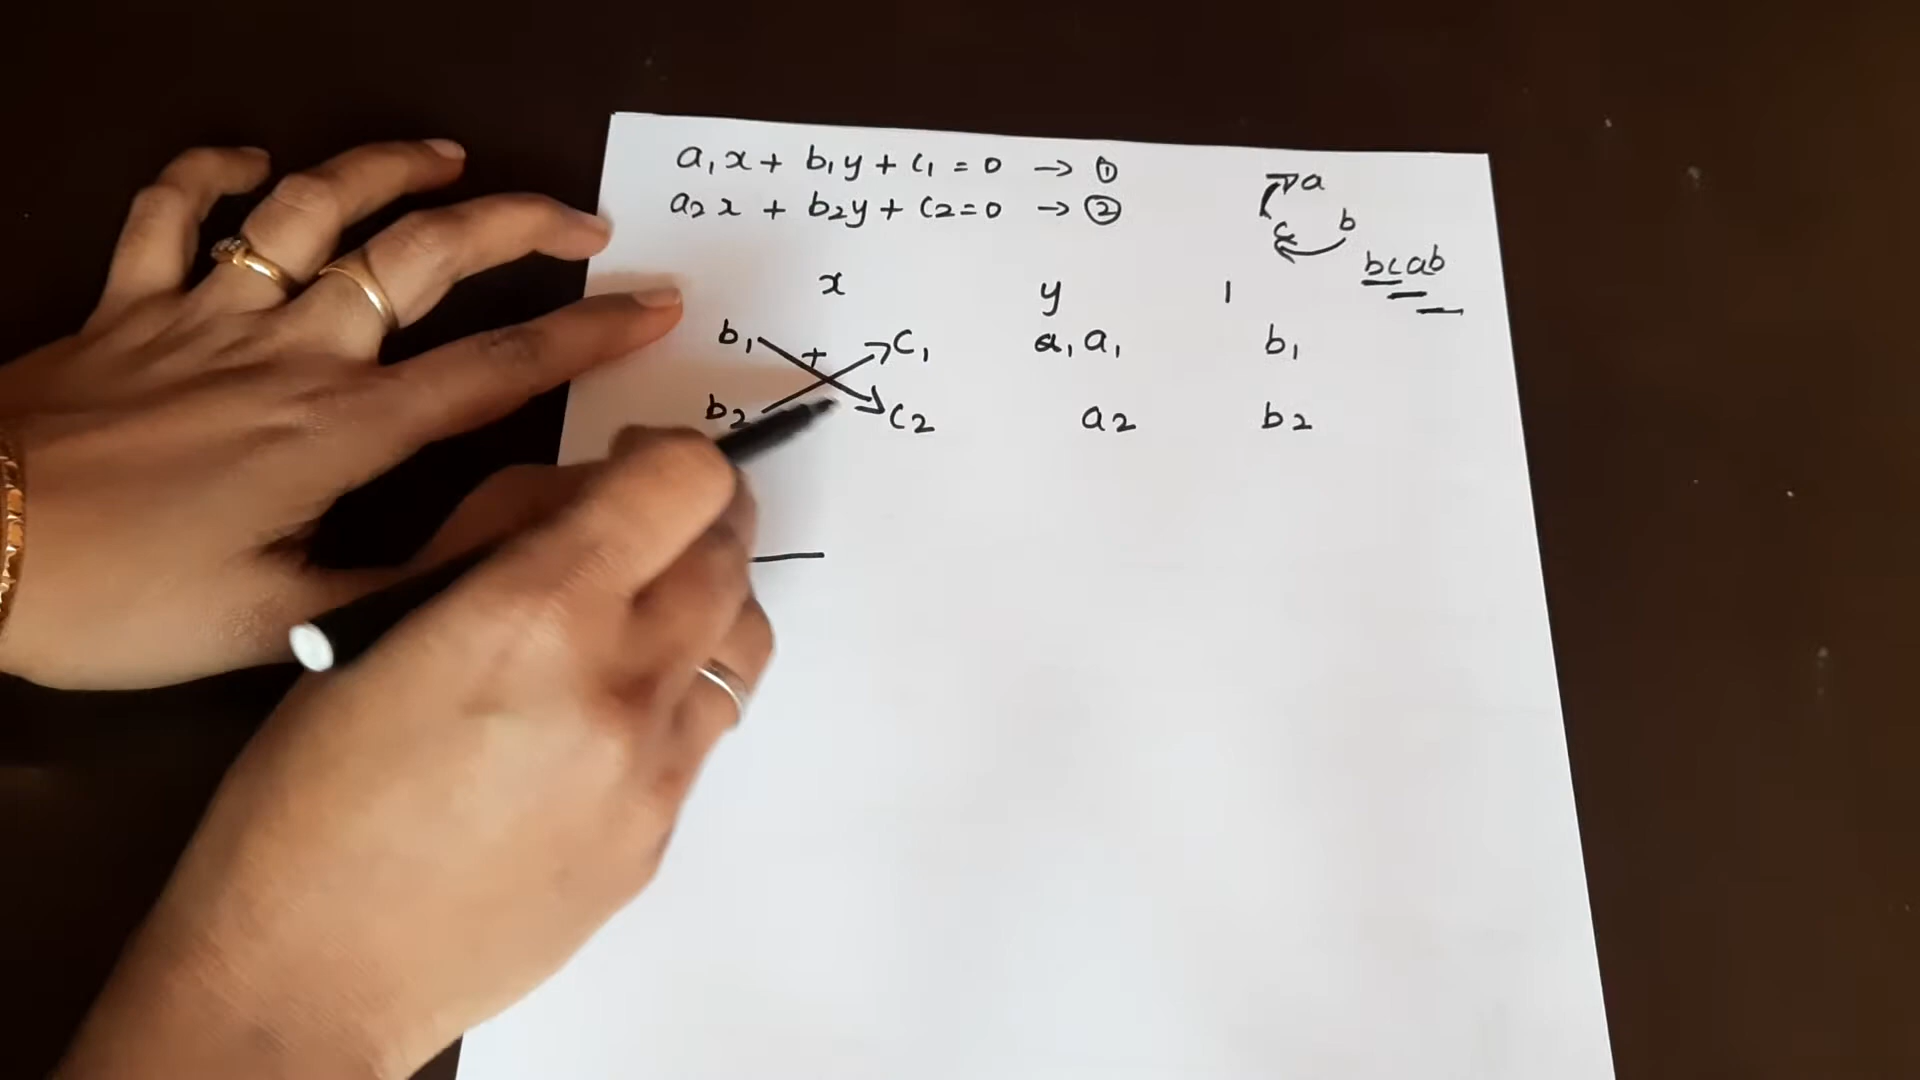 a₁x + b₁y + c₁ = 0 → ①
a₂x + b₂y + c₂ = 0 → ②
a
c b
bcab
x y 1
b₁ + c₁ a₁ a₁ b₁
b₂ c₂ a₂ b₂